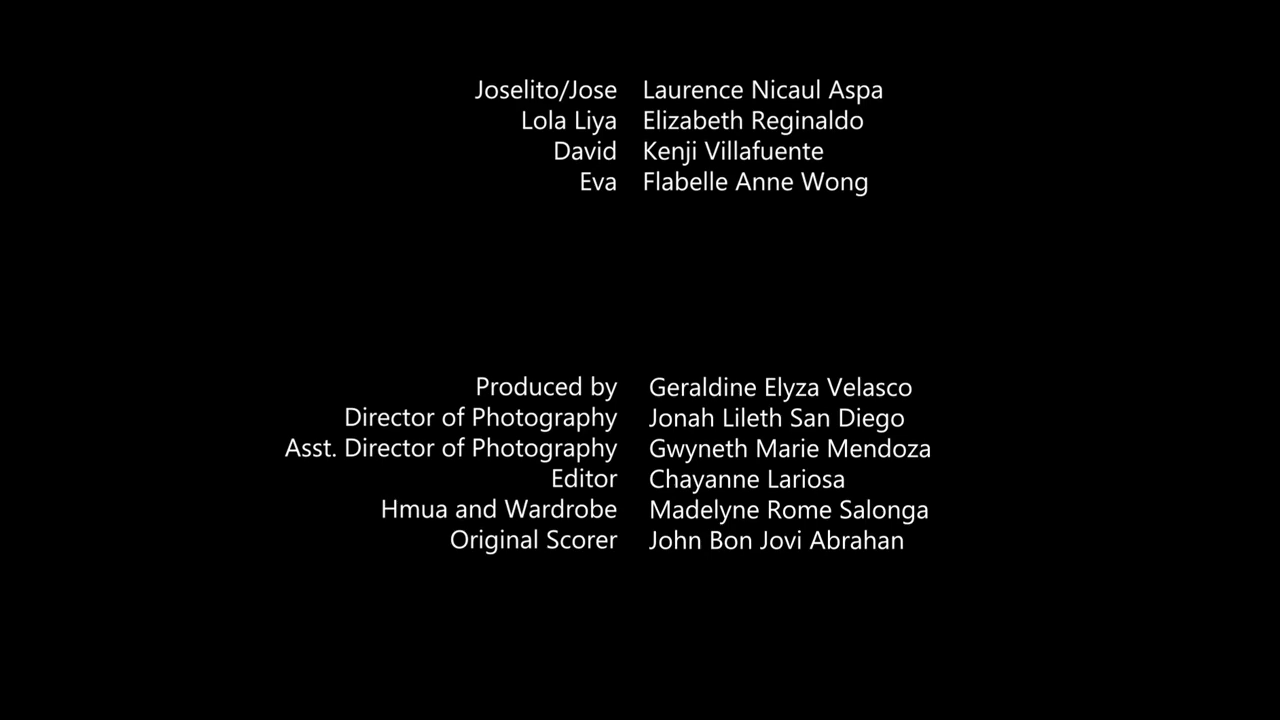 Joselito/Jose Laurence Nicaul Aspa
Lola Liya Elizabeth Reginaldo
David Kenji Villafuente
Eva Flabelle Anne Wong
Produced by Geraldine Elyza Velasco
Director of Photography Jonah Lileth San Diego
Asst. Director of Photography Gwyneth Marie Mendoza
Editor Chayanne Lariosa
Hmua and Wardrobe Madelyne Rome Salonga
Original Scorer John Bon Jovi Abrahan